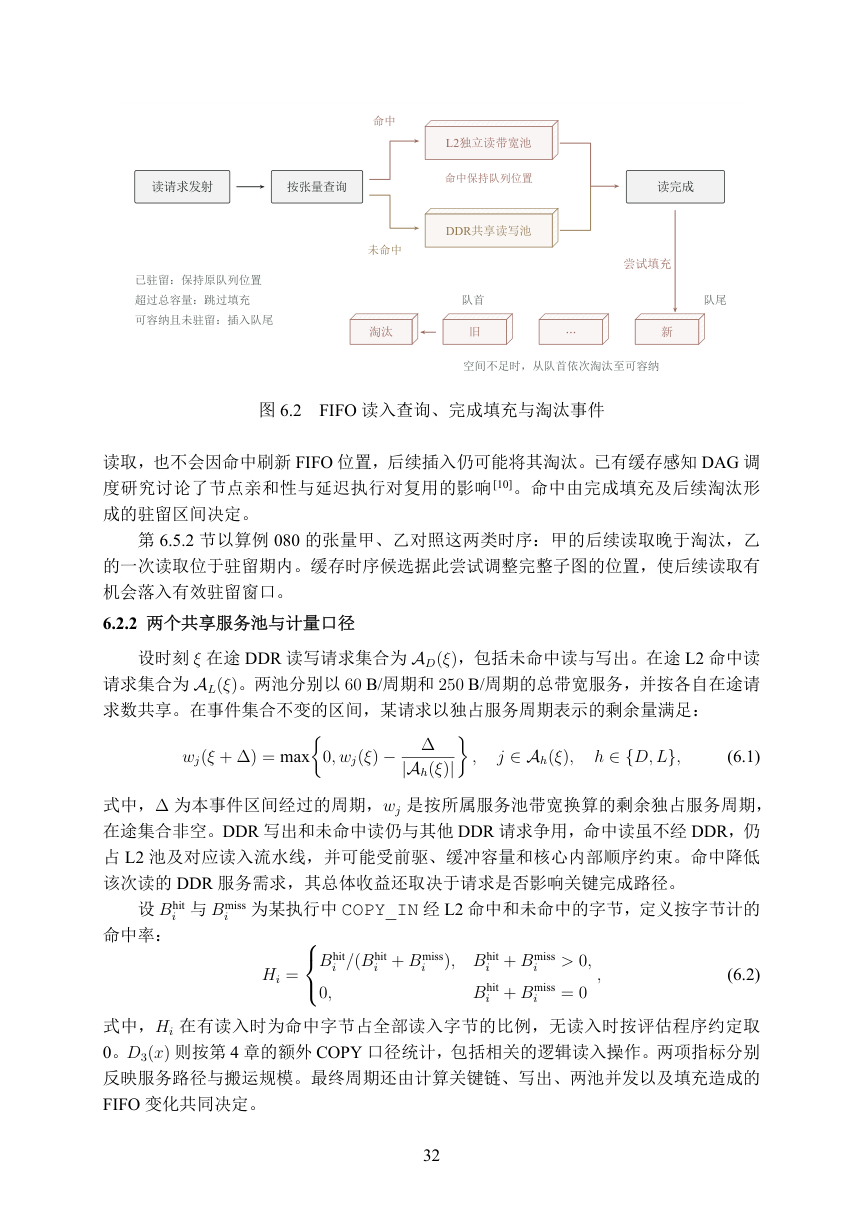 命中
L2独立读带宽池
读请求发射
按张量查询
命中保持队列位置
读完成
DDR共享读写池
未命中
尝试填充
已驻留：保持原队列位置
超过总容量：跳过填充
可容纳且未驻留：插入队尾
队首
队尾
淘汰
旧
...
新
空间不足时，从队首依次淘汰至可容纳
图 6.2 FIFO 读入查询、完成填充与淘汰事件
读取，也不会因命中刷新 FIFO 位置，后续插入仍可能将其淘汰。已有缓存感知 DAG 调
度研究讨论了节点亲和性与延迟执行对复用的影响[10]。命中由完成填充及后续淘汰形
成的驻留区间决定。
第 6.5.2 节以算例 080 的张量甲、乙对照这两类时序：甲的后续读取晚于淘汰，乙
的一次读取位于驻留期内。缓存时序候选据此尝试调整完整子图的位置，使后续读取有
机会落入有效驻留窗口。
6.2.2 两个共享服务池与计量口径
设时刻 ξ 在途 DDR 读写请求集合为 𝒜_D(ξ)，包括未命中读与写出。在途 L2 命中读
请求集合为 𝒜_L(ξ)。两池分别以 60 B/周期和 250 B/周期的总带宽服务，并按各自在途请
求数共享。在事件集合不变的区间，某请求以独占服务周期表示的剩余量满足：
w_j(ξ + Δ) = max{0, w_j(ξ) − Δ/|𝒜_h(ξ)|}, j ∈ 𝒜_h(ξ), h ∈ {D, L}, (6.1)
式中，Δ 为本事件区间经过的周期，w_j 是按所属服务池带宽换算的剩余独占服务周期，
在途集合非空。DDR 写出和未命中读仍与其他 DDR 请求争用，命中读虽不经 DDR，仍
占 L2 池及对应读入流水线，并可能受前驱、缓冲容量和核心内部顺序约束。命中降低
该次读的 DDR 服务需求，其总体收益还取决于请求是否影响关键完成路径。
设 B_i^hit 与 B_i^miss 为某执行中 COPY_IN 经 L2 命中和未命中的字节，定义按字节计的
命中率：
H_i = { B_i^hit/(B_i^hit + B_i^miss), B_i^hit + B_i^miss > 0,
0, B_i^hit + B_i^miss = 0 , (6.2)
式中，H_i 在有读入时为命中字节占全部读入字节的比例，无读入时按评估程序约定取
0。D_3(x) 则按第 4 章的额外 COPY 口径统计，包括相关的逻辑读入操作。两项指标分别
反映服务路径与搬运规模。最终周期还由计算关键链、写出、两池并发以及填充造成的
FIFO 变化共同决定。
32